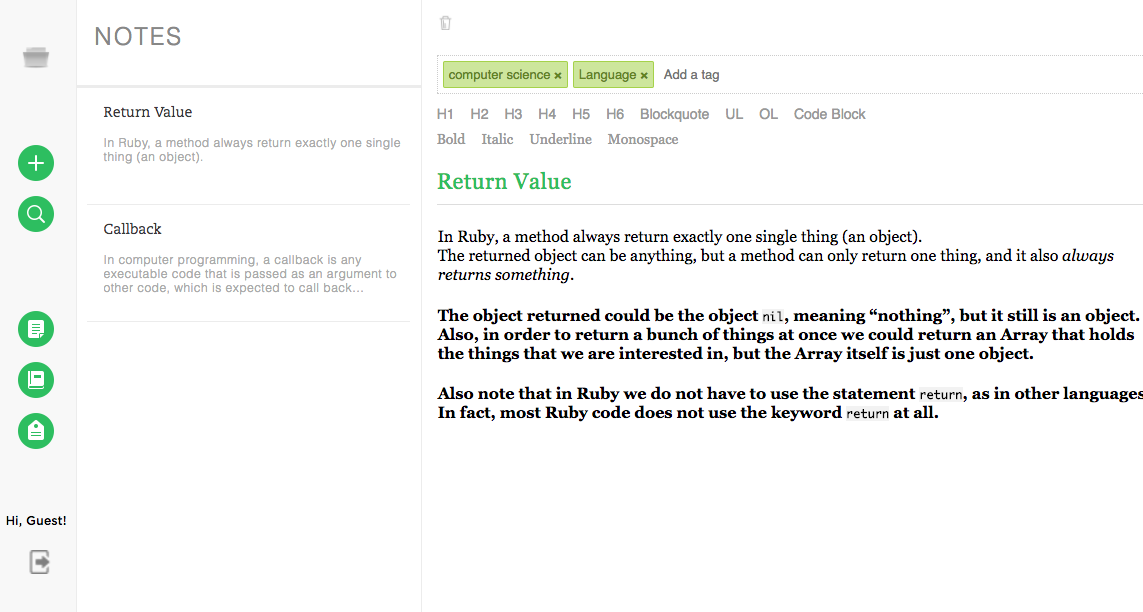 NOTES
Return Value
In Ruby, a method always return exactly one single
thing (an object).
Callback
In computer programming, a callback is any
executable code that is passed as an argument to
other code, which is expected to call back...
Hi, Guest!
computer science × Language × Add a tag
H1 H2 H3 H4 H5 H6 Blockquote UL OL Code Block
Bold Italic Underline Monospace
Return Value
In Ruby, a method always return exactly one single thing (an object).
The returned object can be anything, but a method can only return one thing, and it also always
returns something.
The object returned could be the object nil, meaning “nothing”, but it still is an object.
Also, in order to return a bunch of things at once we could return an Array that holds
the things that we are interested in, but the Array itself is just one object.
Also note that in Ruby we do not have to use the statement return, as in other languages
In fact, most Ruby code does not use the keyword return at all.